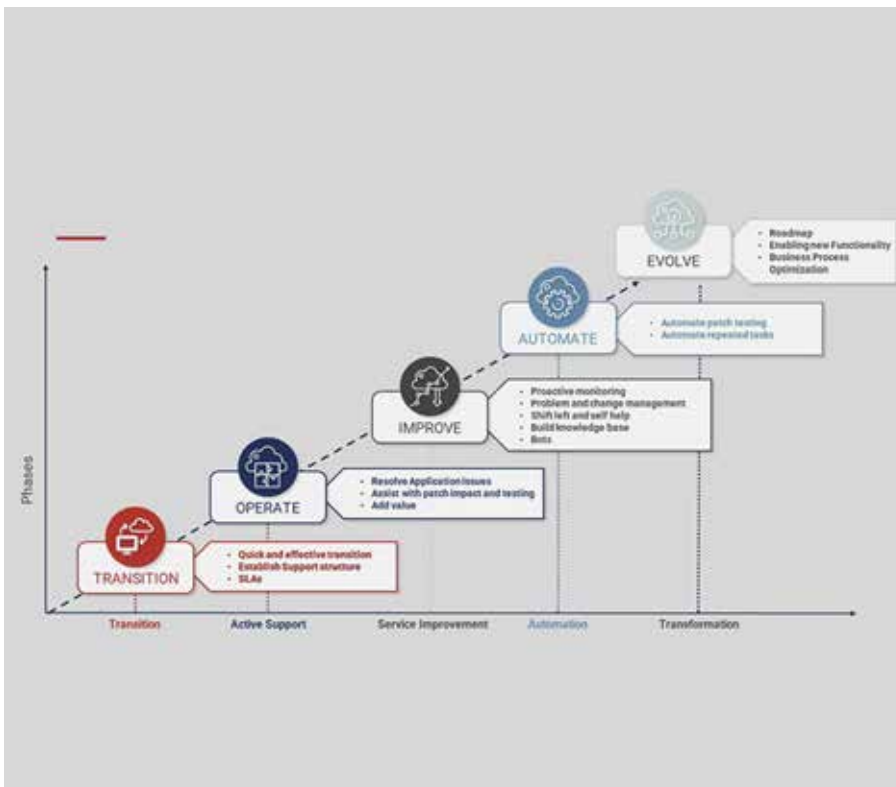 EVOLVE
• Roadmap
• Enabling new Functionality
• Business Process
Optimization
AUTOMATE
• Automate patch testing
• Automate repeated tasks
IMPROVE
• Proactive monitoring
• Problem and change management
• Shift left and self help
• Build knowledge base
• Bots
OPERATE
• Resolve Application Issues
• Assist with patch impact and testing
• Add value
TRANSITION
• Quick and effective transition
• Establish Support structure
• SLAs
Phases
Transition
Active Support
Service Improvement
Automation
Transformation